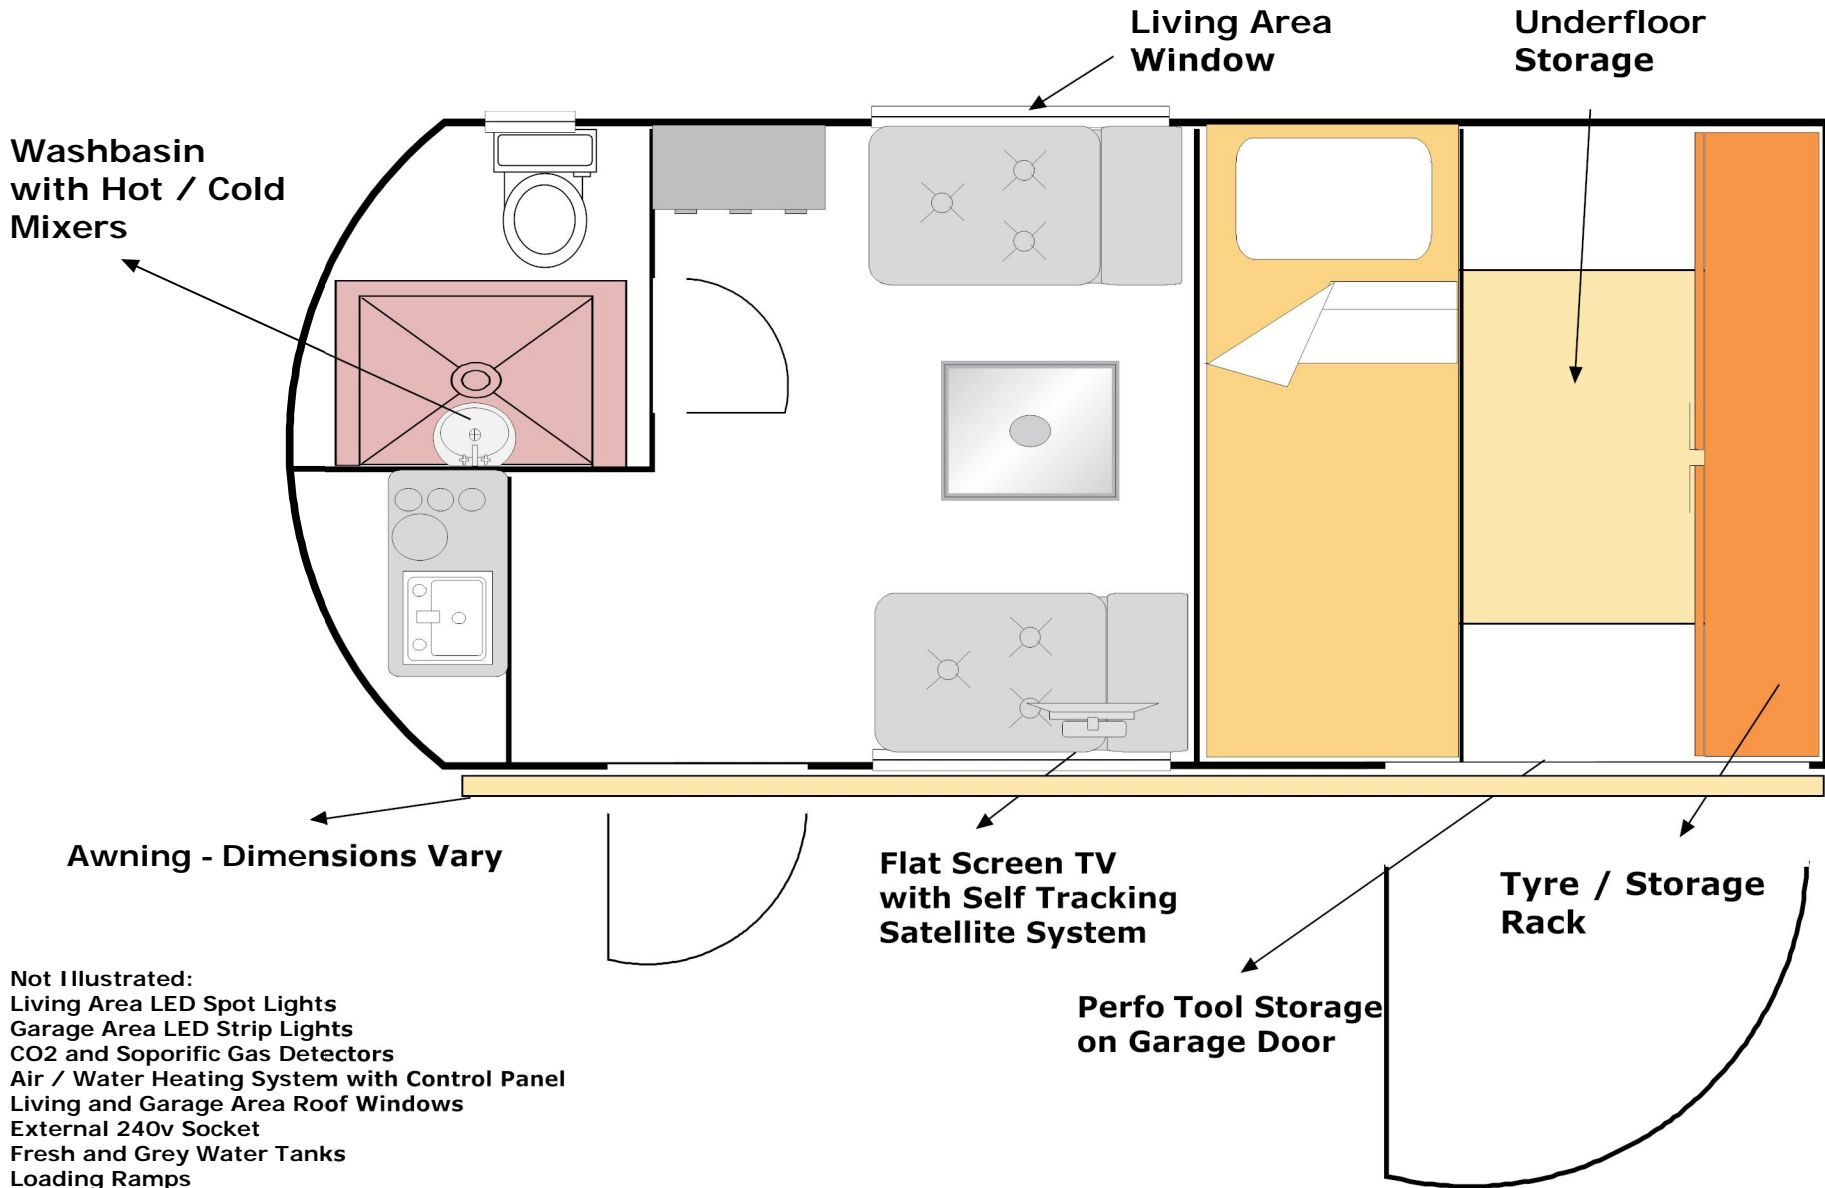 Living Area
Window
Underfloor
Storage
Washbasin
with Hot / Cold
Mixers
Awning - Dimensions Vary
Flat Screen TV
with Self Tracking
Satellite System
Tyre / Storage
Rack
Perfo Tool Storage
on Garage Door
Not Illustrated:
Living Area LED Spot Lights
Garage Area LED Strip Lights
CO2 and Soporific Gas Detectors
Air / Water Heating System with Control Panel
Living and Garage Area Roof Windows
External 240v Socket
Fresh and Grey Water Tanks
Loading Ramps